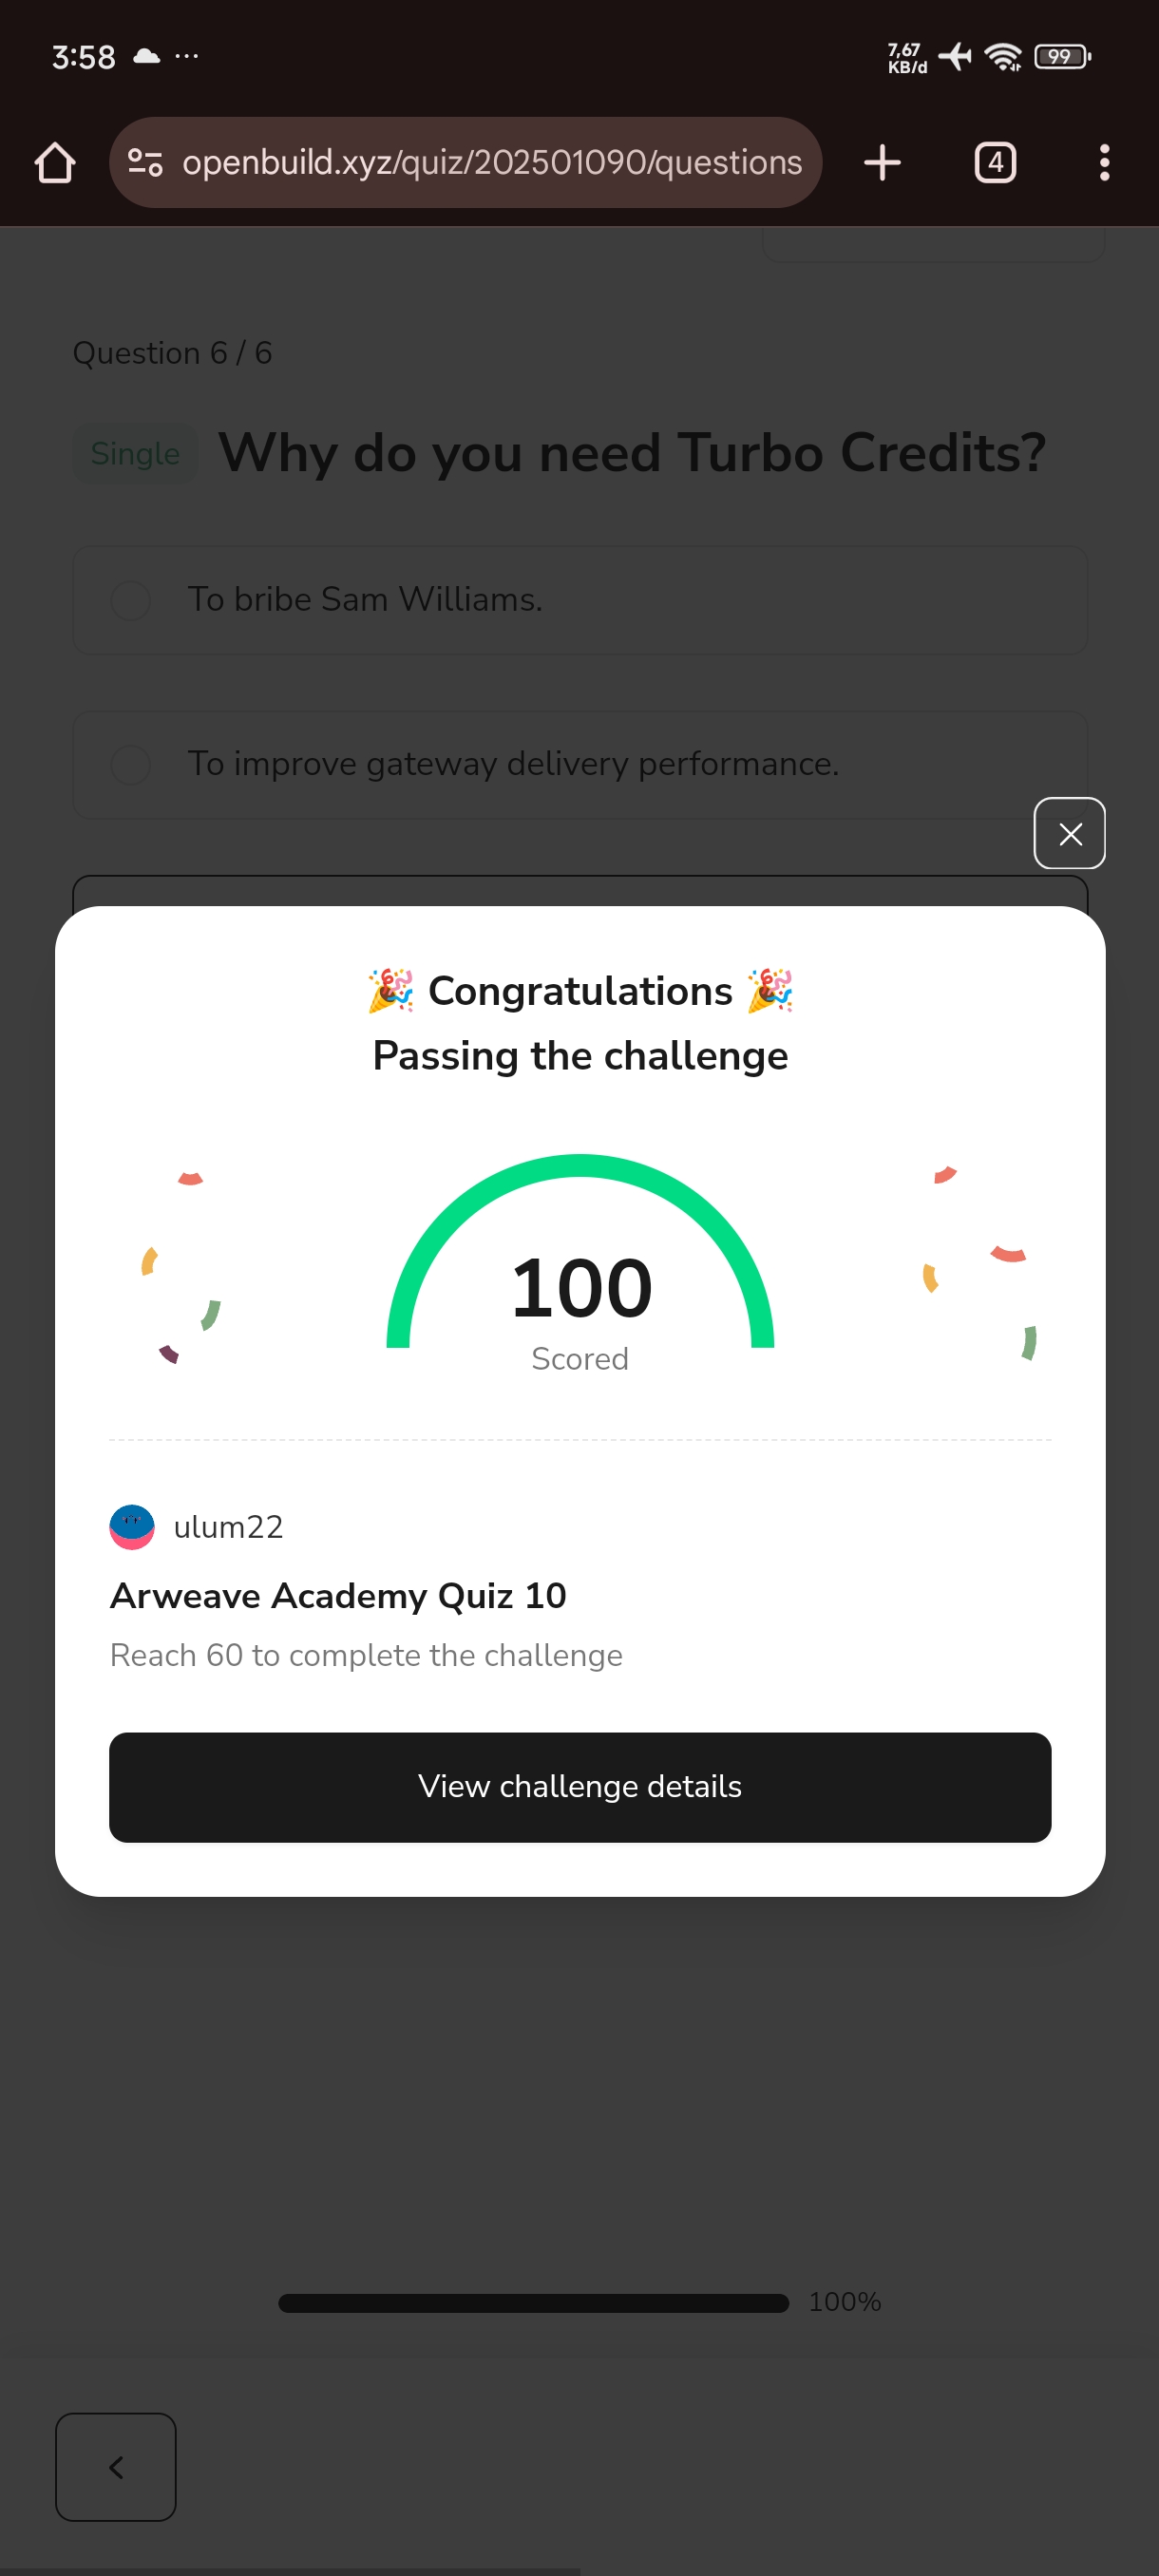 3:58
7,67
KB/d
99
openbuild.xyz/quiz/202501090/questions
4
Question 6 / 6
Single Why do you need Turbo Credits?
To bribe Sam Williams.
To improve gateway delivery performance.
🎉 Congratulations 🎉
Passing the challenge
100
Scored
ulum22
Arweave Academy Quiz 10
Reach 60 to complete the challenge
View challenge details
100%